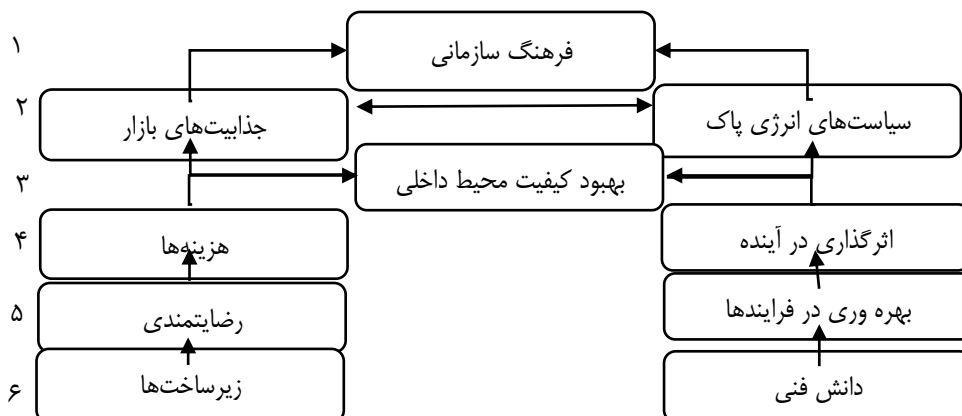 ۱
فرهنگ سازمانی
۲
سیاست‌های انرژی پاک
جذابیت‌های بازار
۳
بهبود کیفیت محیط داخلی
۴
اثرگذاری در آینده
هزینه‌ها
۵
بهره وری در فرایندها
رضایتمندی
۶
دانش فنی
زیرساخت‌ها